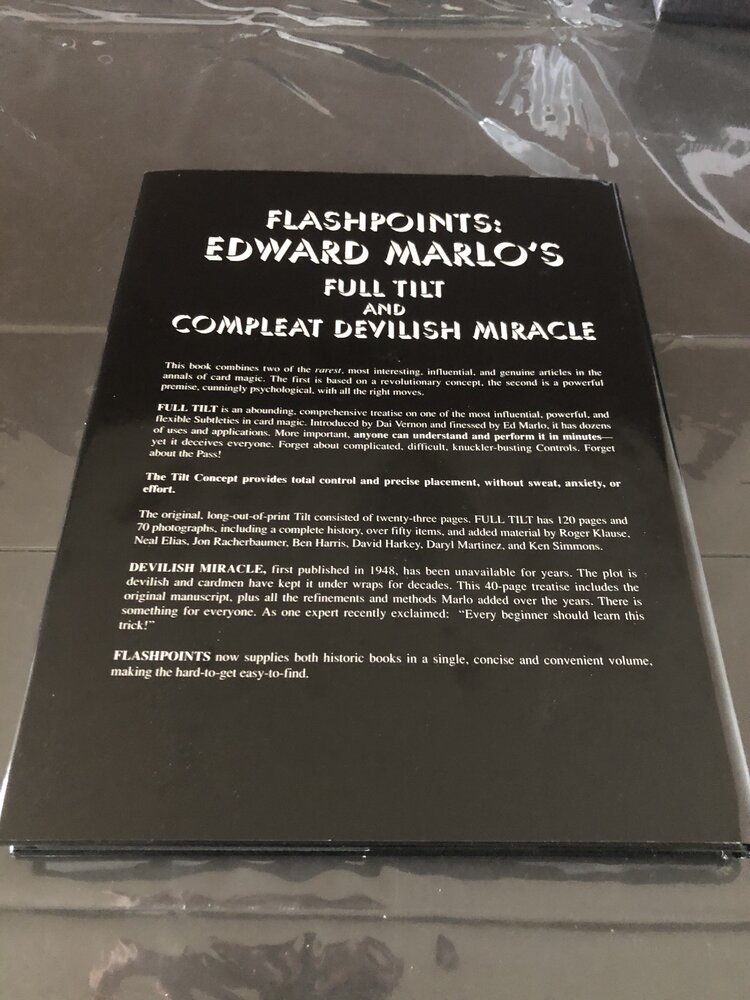 FLASHPOINTS:
EDWARD MARLO'S
FULL TILT
AND
COMPLEAT DEVILISH MIRACLE
This book combines two of the rarest, most interesting, influential, and genuine articles in the
annals of card magic. The first is based on a revolutionary concept, the second is a powerful
premise, cunningly psychological, with all the right moves.
FULL TILT is an abounding, comprehensive treatise on one of the most influential, powerful, and
flexible Subtleties in card magic. Introduced by Dai Vernon and finessed by Ed Marlo, it has dozens
of uses and applications. More important, anyone can understand and perform it in minutes—
yet it deceives everyone. Forget about complicated, difficult, knuckler-busting Controls. Forget
about the Pass!
The Tilt Concept provides total control and precise placement, without sweat, anxiety, or
effort.
The original, long-out-of-print Tilt consisted of twenty-three pages. FULL TILT has 120 pages and
70 photographs, including a complete history, over fifty items, and added material by Roger Klause,
Neal Elias, Jon Racherbaumer, Ben Harris, David Harkey, Daryl Martinez, and Ken Simmons.
DEVILISH MIRACLE, first published in 1948, has been unavailable for years. The plot is
devilish and cardmen have kept it under wraps for decades. This 40-page treatise includes the
original manuscript, plus all the refinements and methods Marlo added over the years. There is
something for everyone. As one expert recently exclaimed: "Every beginner should learn this
trick!"
FLASHPOINTS now supplies both historic books in a single, concise and convenient volume,
making the hard-to-get easy-to-find.